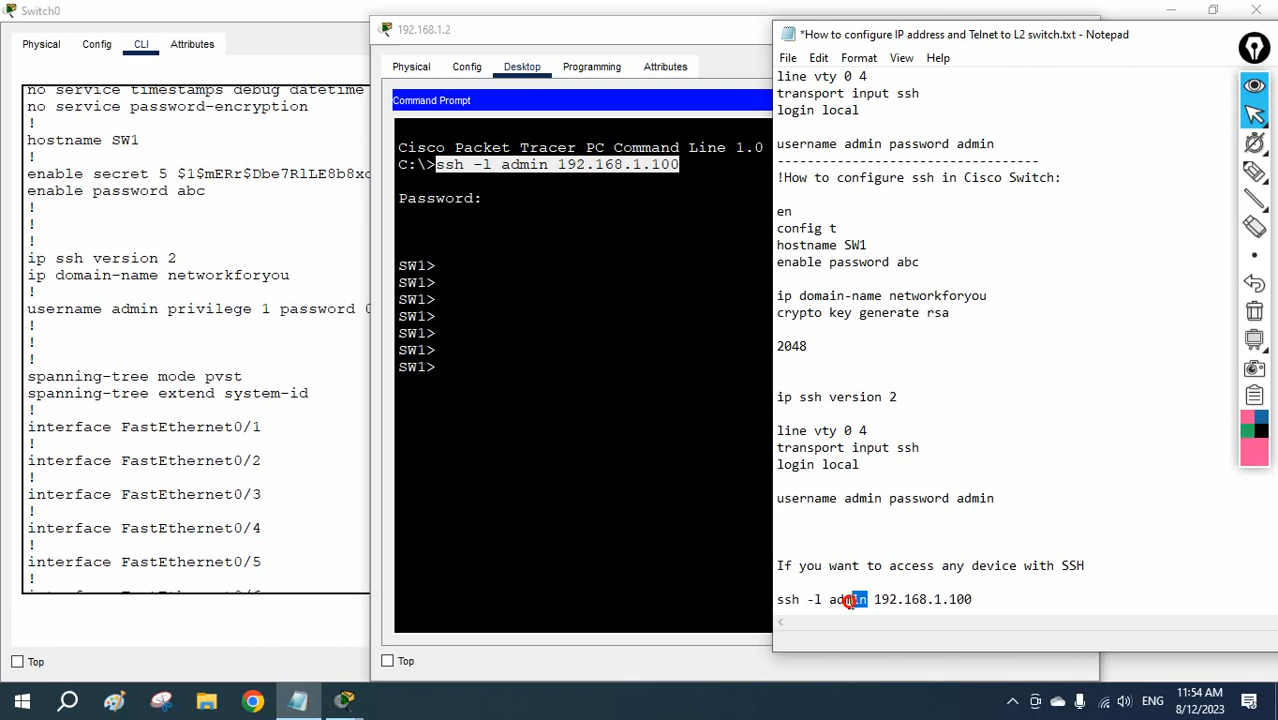 Switch0
Physical
Config
CLI
Attributes
no service timestamps debug datetime
no service password-encryption
!
hostname SW1
!
enable secret 5 $1$mERr$Dbe7RlLE8b8xc
enable password abc
!
!
!
ip ssh version 2
ip domain-name networkforyou
!
username admin privilege 1 password 0
!
!
!
spanning-tree mode pvst
spanning-tree extend system-id
!
interface FastEthernet0/1
!
interface FastEthernet0/2
!
interface FastEthernet0/3
!
interface FastEthernet0/4
!
interface FastEthernet0/5
!
Top
192.168.1.2
Physical
Config
Desktop
Programming
Attributes
Command Prompt
Cisco Packet Tracer PC Command Line 1.0
C:\>ssh -l admin 192.168.1.100
Password:
SW1>
SW1>
SW1>
SW1>
SW1>
SW1>
SW1>
Top
*How to configure IP address and Telnet to L2 switch.txt - Notepad
File
Edit
Format
View
Help
line vty 0 4
transport input ssh
login local
username admin password admin
----------------------------------
!How to configure ssh in Cisco Switch:
en
config t
hostname SW1
enable password abc
ip domain-name networkforyou
crypto key generate rsa
2048
ip ssh version 2
line vty 0 4
transport input ssh
login local
username admin password admin
If you want to access any device with SSH
ssh -l admin 192.168.1.100
ENG
11:54 AM
8/12/2023